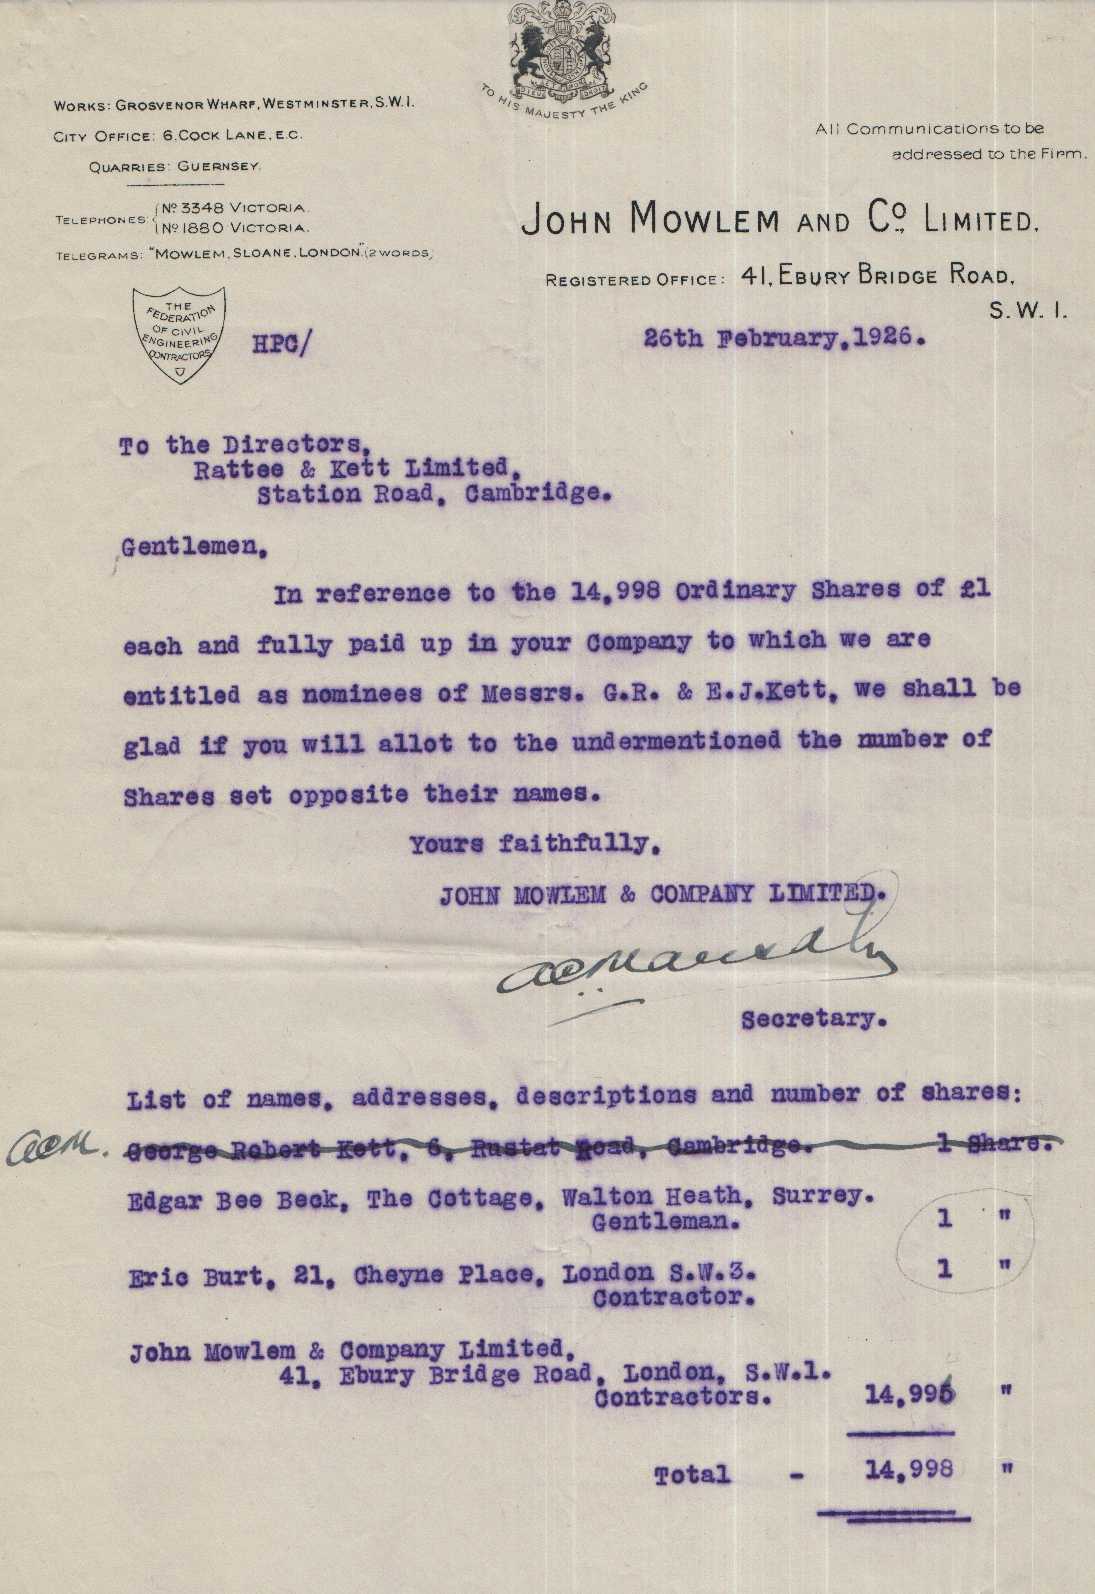 TO HIS MAJESTY THE KING
WORKS: GROSVENOR WHARF, WESTMINSTER, S.W.1.
CITY OFFICE: 6. COCK LANE, E.C.
QUARRIES: GUERNSEY.
TELEPHONES: Nº 3348 VICTORIA.
Nº 1880 VICTORIA.
TELEGRAMS: "MOWLEM, SLOANE, LONDON". (2 WORDS)
All Communications to be
addressed to the Firm.
JOHN MOWLEM AND Cº LIMITED.
REGISTERED OFFICE: 41, EBURY BRIDGE ROAD,
S.W.1.
THE
FEDERATION
OF CIVIL
ENGINEERING
CONTRACTORS
HPC/
26th February, 1926.
To the Directors,
Rattee & Kett Limited,
Station Road, Cambridge.
Gentlemen,
In reference to the 14,998 Ordinary Shares of £1
each and fully paid up in your Company to which we are
entitled as nominees of Messrs. G.R. & E.J.Kett, we shall be
glad if you will allot to the undermentioned the number of
Shares set opposite their names.
Yours faithfully,
JOHN MOWLEM & COMPANY LIMITED.
Secretary.
List of names, addresses, descriptions and number of shares:
acm. George Robert Kett, 6, Rustat Road, Cambridge. 1 Share.
Edgar Bee Beck, The Cottage, Walton Heath, Surrey.
Gentleman. 1 "
Eric Burt, 21, Cheyne Place, London S.W.3. 1 "
Contractor.
John Mowlem & Company Limited,
41, Ebury Bridge Road, London, S.W.1.
Contractors. 14,996 "
Total - 14,998 "